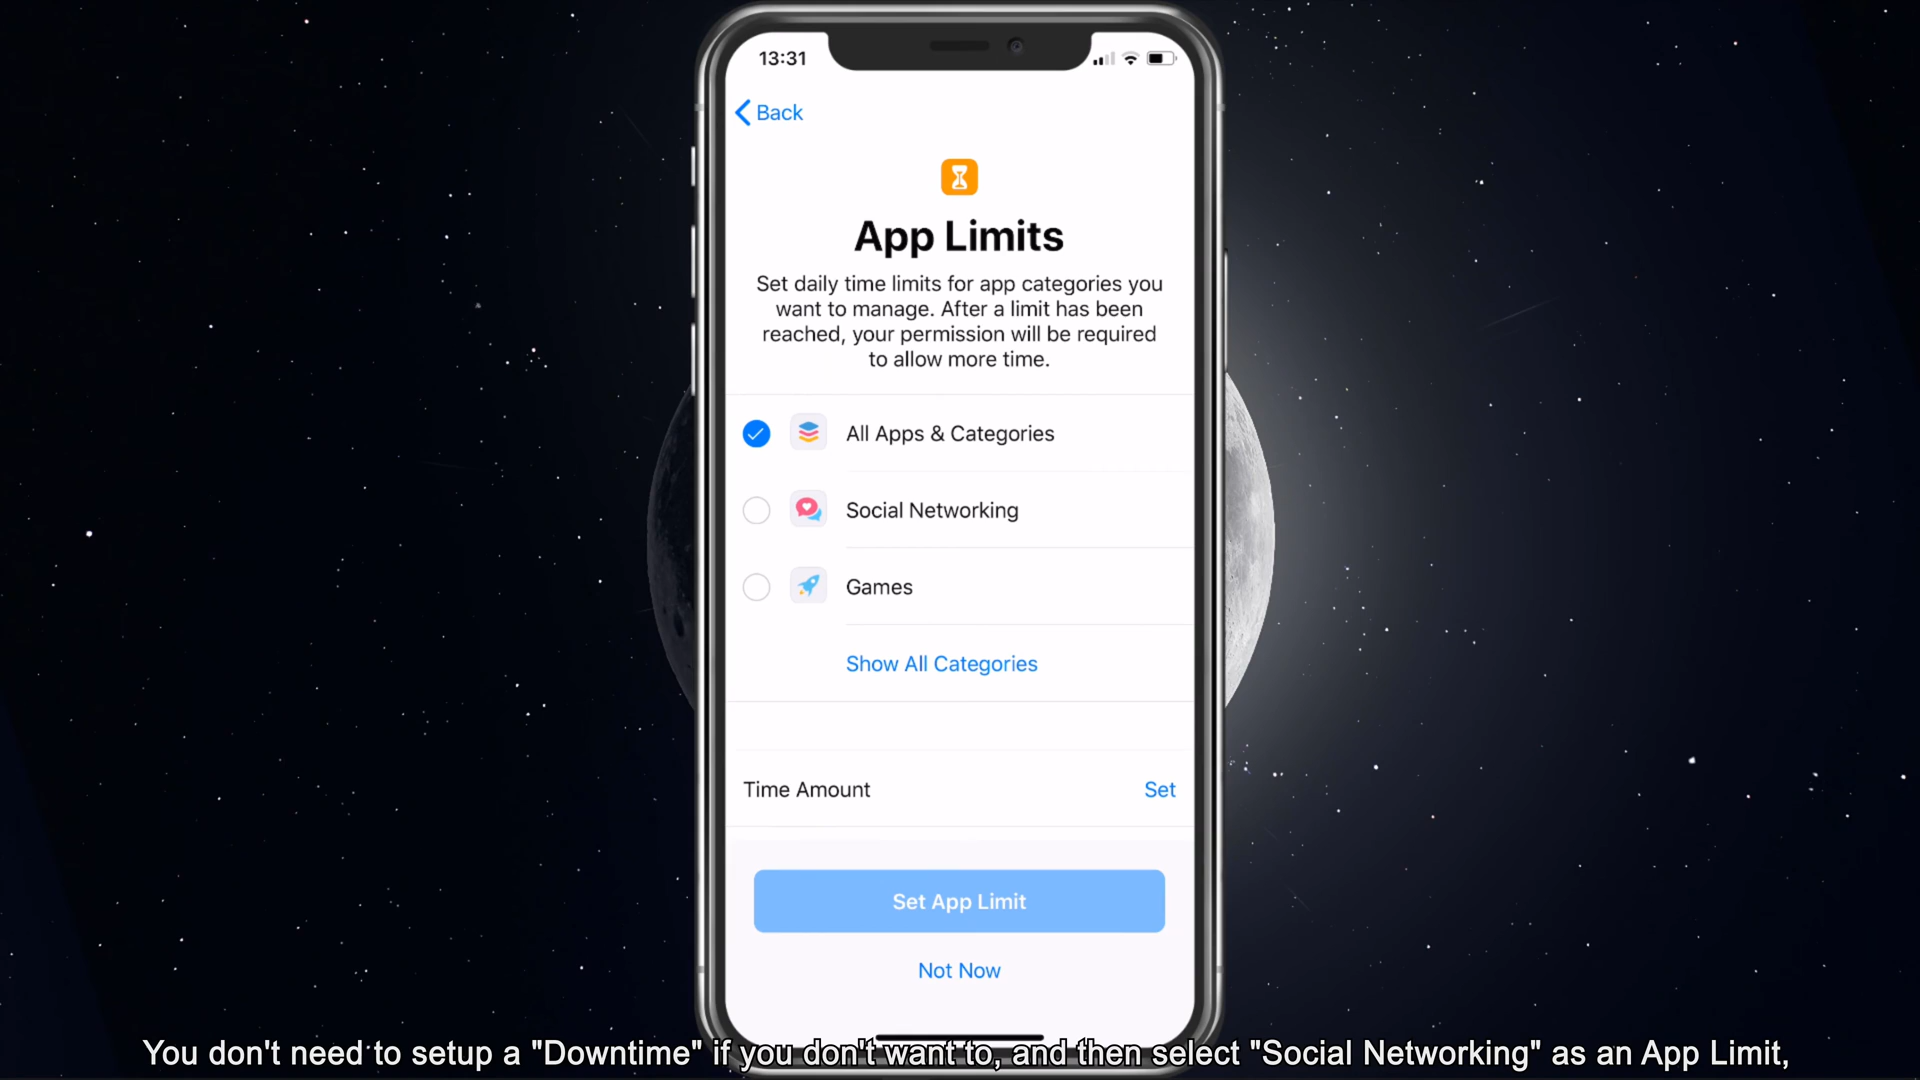 13:31
Back
App Limits
Set daily time limits for app categories you
want to manage. After a limit has been
reached, your permission will be required
to allow more time.
All Apps & Categories
Social Networking
Games
Show All Categories
Time Amount Set
Set App Limit
Not Now
You don't need to setup a "Downtime" if you don't want to, and then select "Social Networking" as an App Limit,